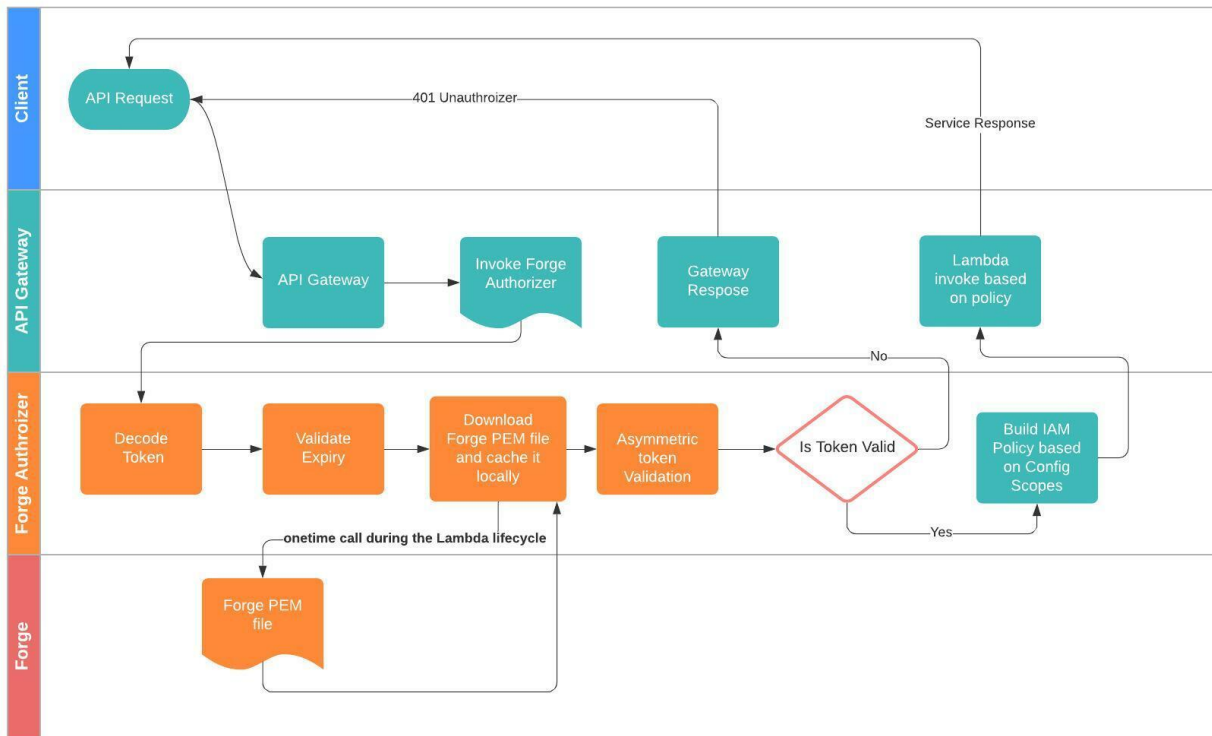 Client
API Request
401 Unauthroizer
Service Response
API Gateway
API Gateway
Invoke Forge
Authorizer
Gateway
Respose
Lambda
invoke based
on policy
No
Forge Authroizer
Decode
Token
Validate
Expiry
Download
Forge PEM file
and cache it
locally
Asymmetric
token
Validation
Is Token Valid
Build IAM
Policy based
on Config
Scopes
Yes
onetime call during the Lambda lifecycle
Forge
Forge PEM
file